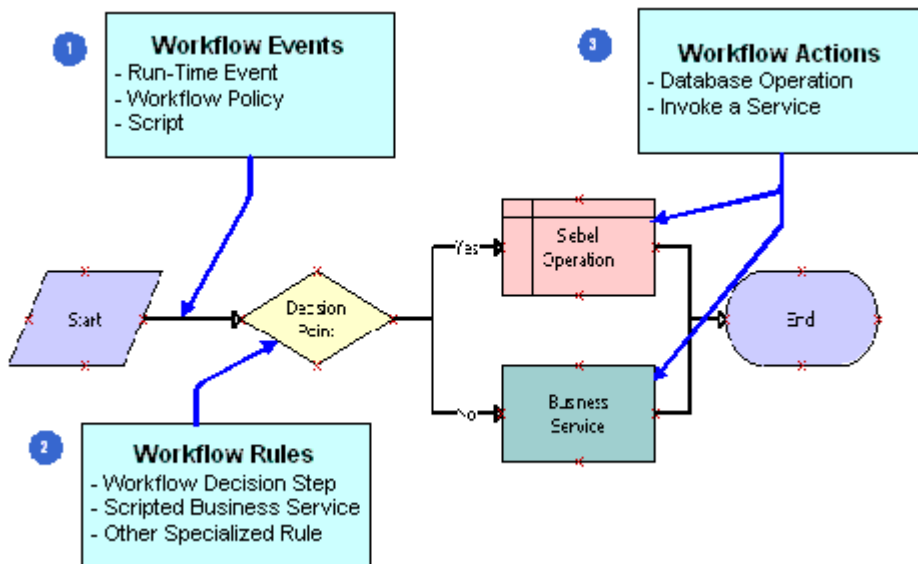 1
Workflow Events
- Run-Time Event
- Workflow Policy
- Script
3
Workflow Actions
- Database Operation
- Invoke a Service
Start
Decision
Point
Yes
Siebel
Operation
End
No
Business
Service
2
Workflow Rules
- Workflow Decision Step
- Scripted Business Service
- Other Specialized Rule